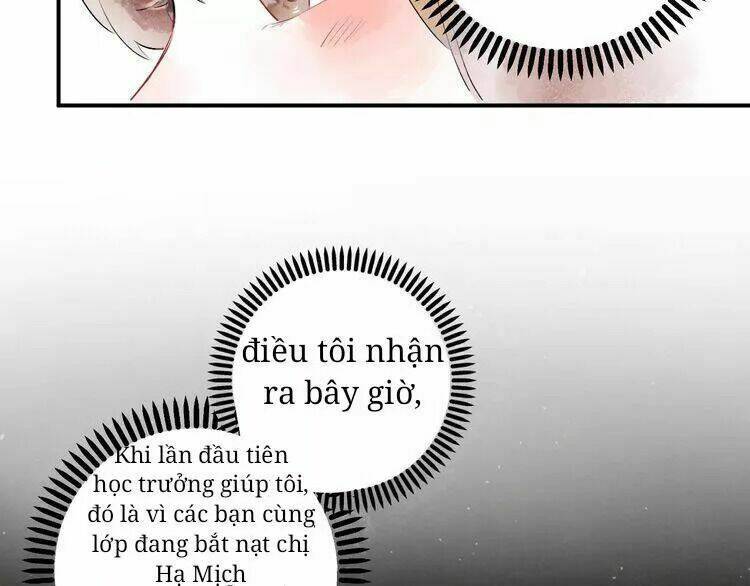 điều tôi nhận
ra bây giờ,
Khi lần đầu tiên
học trưởng giúp tôi,
đó là vì các bạn cùng
lớp đang bắt nạt chị
Hạ Mịch